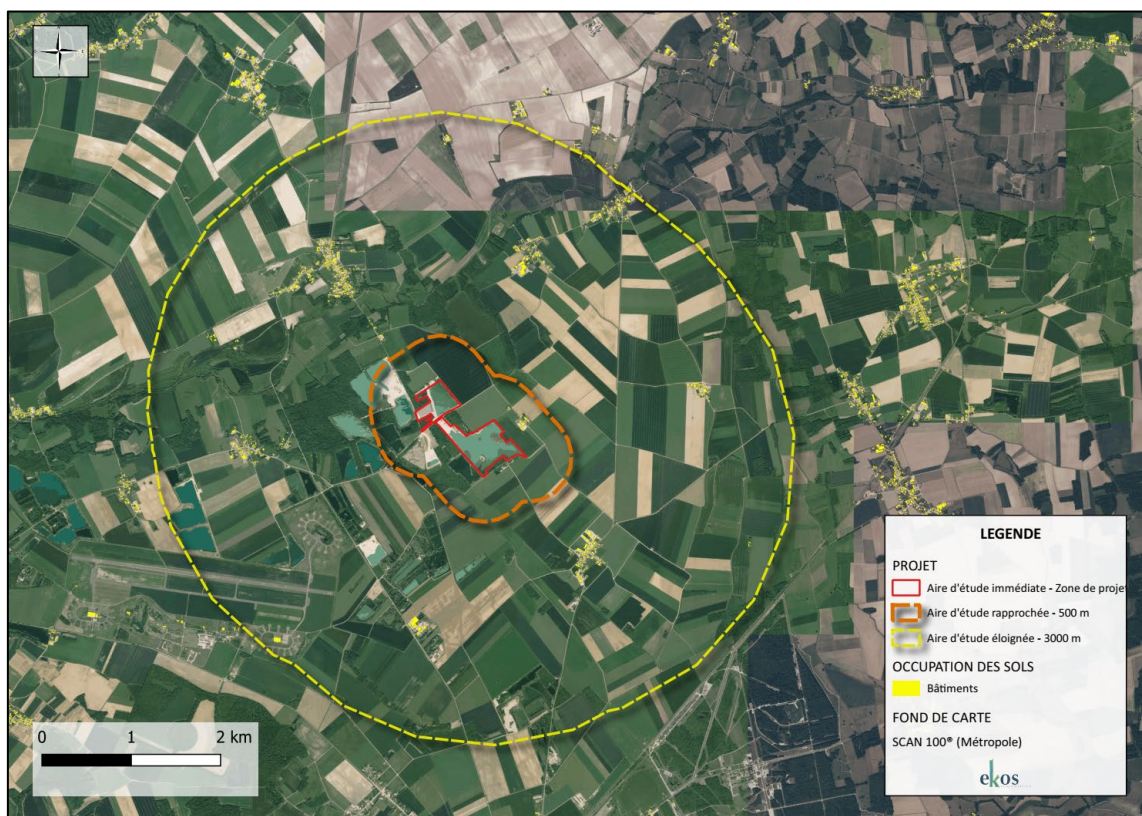 LEGENDE
PROJET
Aire d'étude immédiate - Zone de proje
Aire d'étude rapprochée - 500 m
Aire d'étude éloignée - 3000 m
OCCUPATION DES SOLS
Bâtiments
FOND DE CARTE
SCAN 100® (Métropole)
ekos
0 1 2 km